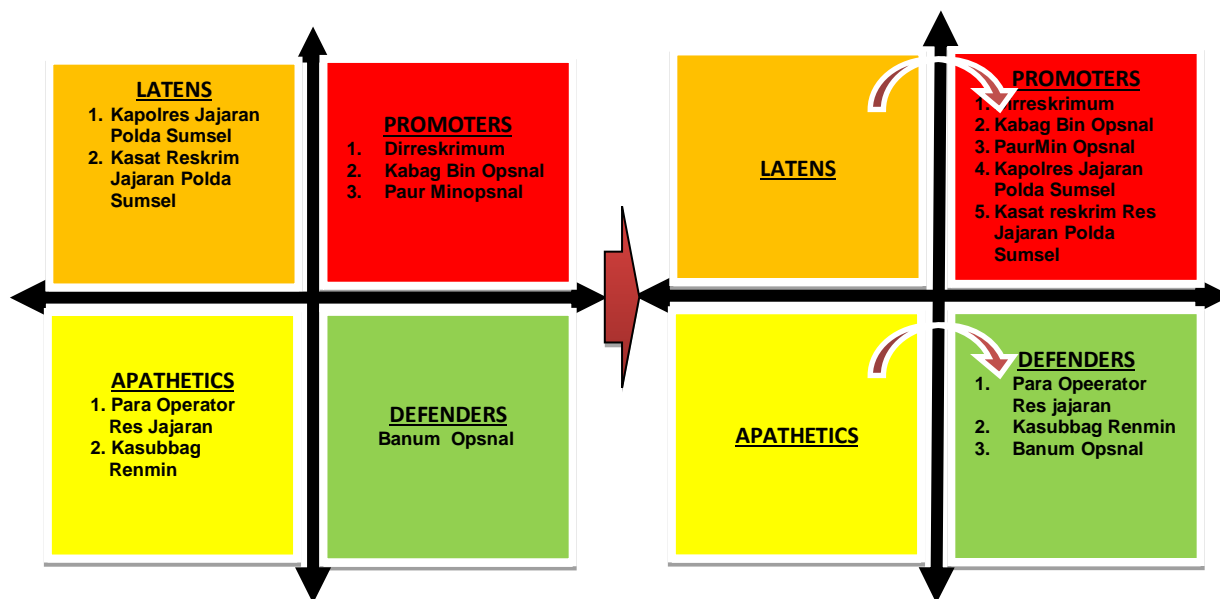 LATENS
1. Kapolres Jajaran
Polda Sumsel
2. Kasat Reskrim
Jajaran Polda
Sumsel
PROMOTERS
1. Dirreskrimum
2. Kabag Bin Opsnal
3. Paur Minopsnal
APATHETICS
1. Para Operator
Res Jajaran
2. Kasubbag
Renmin
DEFENDERS
Banum Opsnal
LATENS
PROMOTERS
1. Dirreskrimum
2. Kabag Bin Opsnal
3. PaurMin Opsnal
4. Kapolres Jajaran
Polda Sumsel
5. Kasat reskrim Res
Jajaran Polda
Sumsel
APATHETICS
DEFENDERS
1. Para Opeerator
Res jajaran
2. Kasubbag Renmin
3. Banum Opsnal